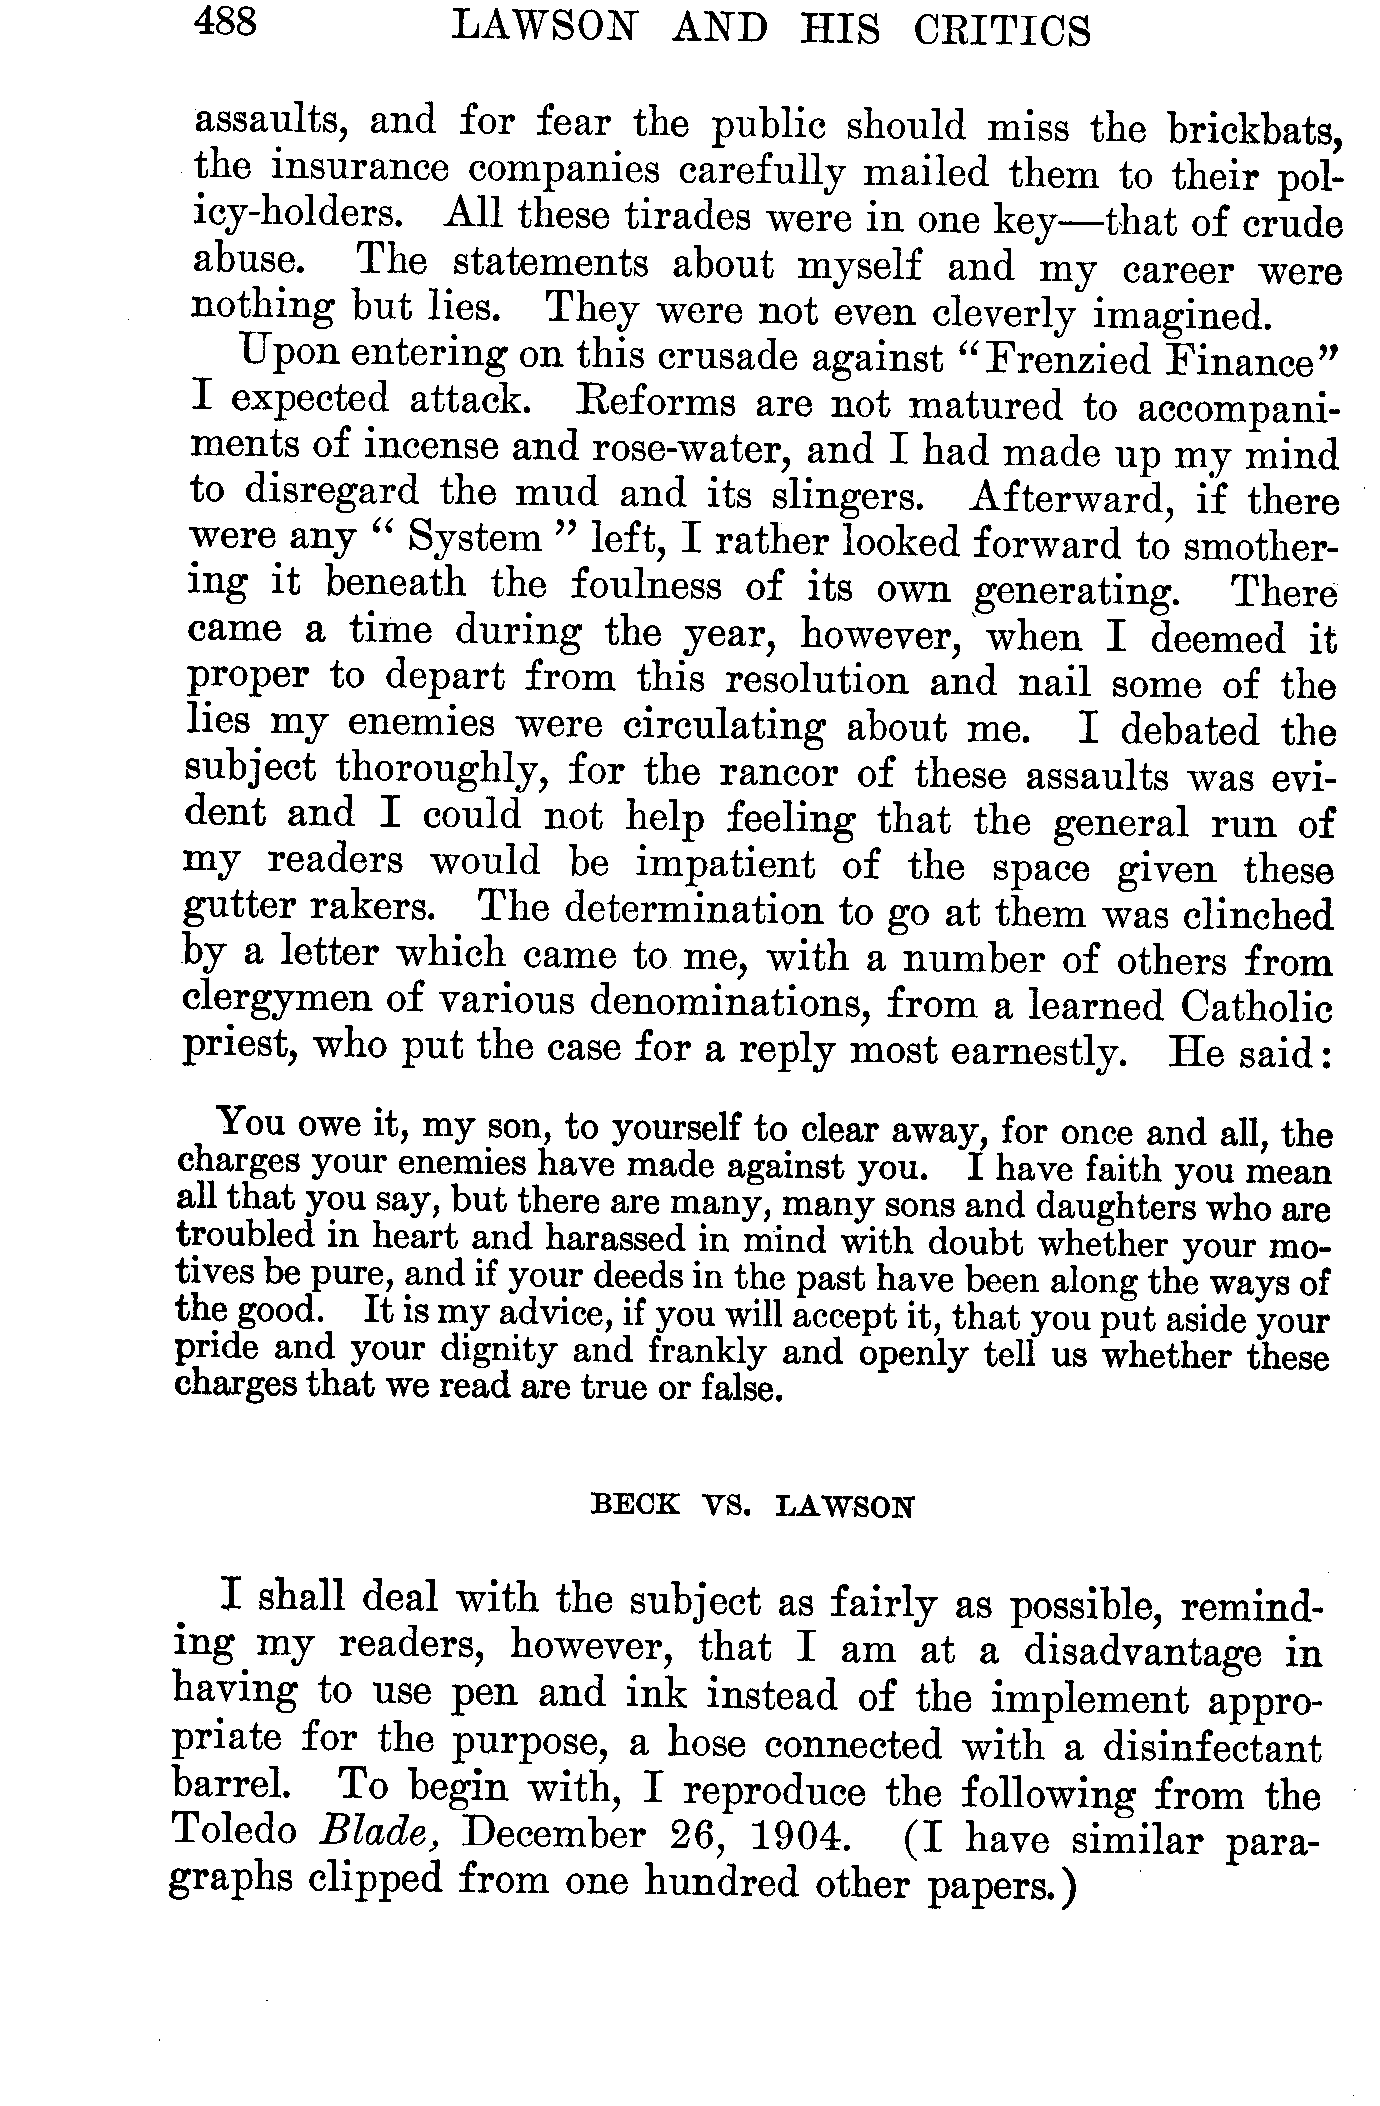 488 LAWSON AND HIS CRITICS
assaults, and for fear the public should miss the brickbats,
the insurance companies carefully mailed them to their pol-
icy-holders. All these tirades were in one key—that of crude
abuse. The statements about myself and my career were
nothing but lies. They were not even cleverly imagined.
Upon entering on this crusade against "Frenzied Finance"
I expected attack. Reforms are not matured to accompani-
ments of incense and rose-water, and I had made up my mind
to disregard the mud and its slingers. Afterward, if there
were any " System " left, I rather looked forward to smother-
ing it beneath the foulness of its own generating. There
came a time during the year, however, when I deemed it
proper to depart from this resolution and nail some of the
lies my enemies were circulating about me. I debated the
subject thoroughly, for the rancor of these assaults was evi-
dent and I could not help feeling that the general run of
my readers would be impatient of the space given these
gutter rakers. The determination to go at them was clinched
by a letter which came to me, with a number of others from
clergymen of various denominations, from a learned Catholic
priest, who put the case for a reply most earnestly. He said:
You owe it, my son, to yourself to clear away, for once and all, the
charges your enemies have made against you. I have faith you mean
all that you say, but there are many, many sons and daughters who are
troubled in heart and harassed in mind with doubt whether your mo-
tives be pure, and if your deeds in the past have been along the ways of
the good. It is my advice, if you will accept it, that you put aside your
pride and your dignity and frankly and openly tell us whether these
charges that we read are true or false.
BECK VS. LAWSON
I shall deal with the subject as fairly as possible, remind-
ing my readers, however, that I am at a disadvantage in
having to use pen and ink instead of the implement appro-
priate for the purpose, a hose connected with a disinfectant
barrel. To begin with, I reproduce the following from the
Toledo Blade, December 26, 1904. (I have similar para-
graphs clipped from one hundred other papers.)